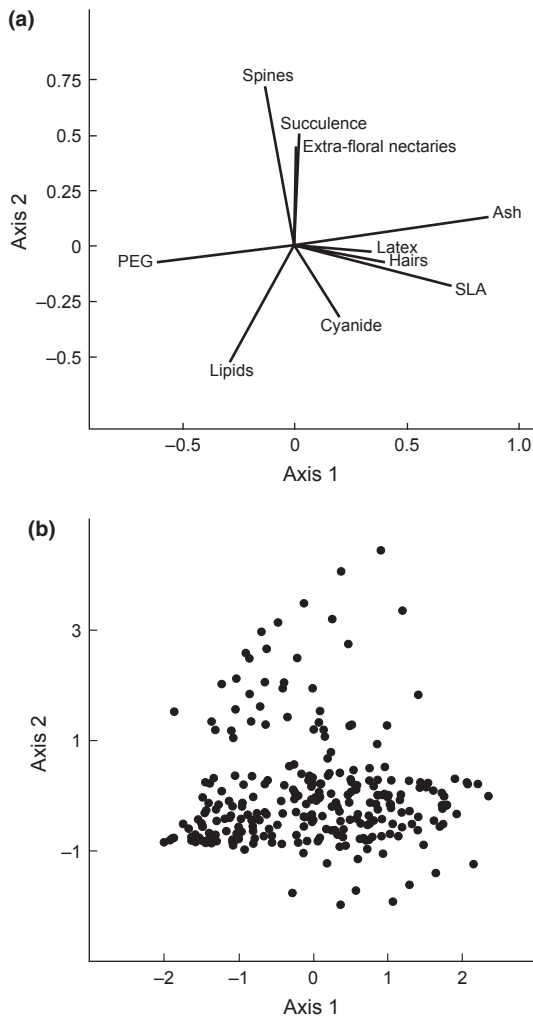 (a)
0.75
0.5
0.25
0
–0.25
–0.5
Axis 2
Spines
Succulence
Extra-floral nectaries
Ash
Latex
Hairs
PEG
SLA
Cyanide
Lipids
–0.5 0 0.5 1.0
Axis 1
(b)
3
1
–1
Axis 2
–2 –1 0 1 2
Axis 1